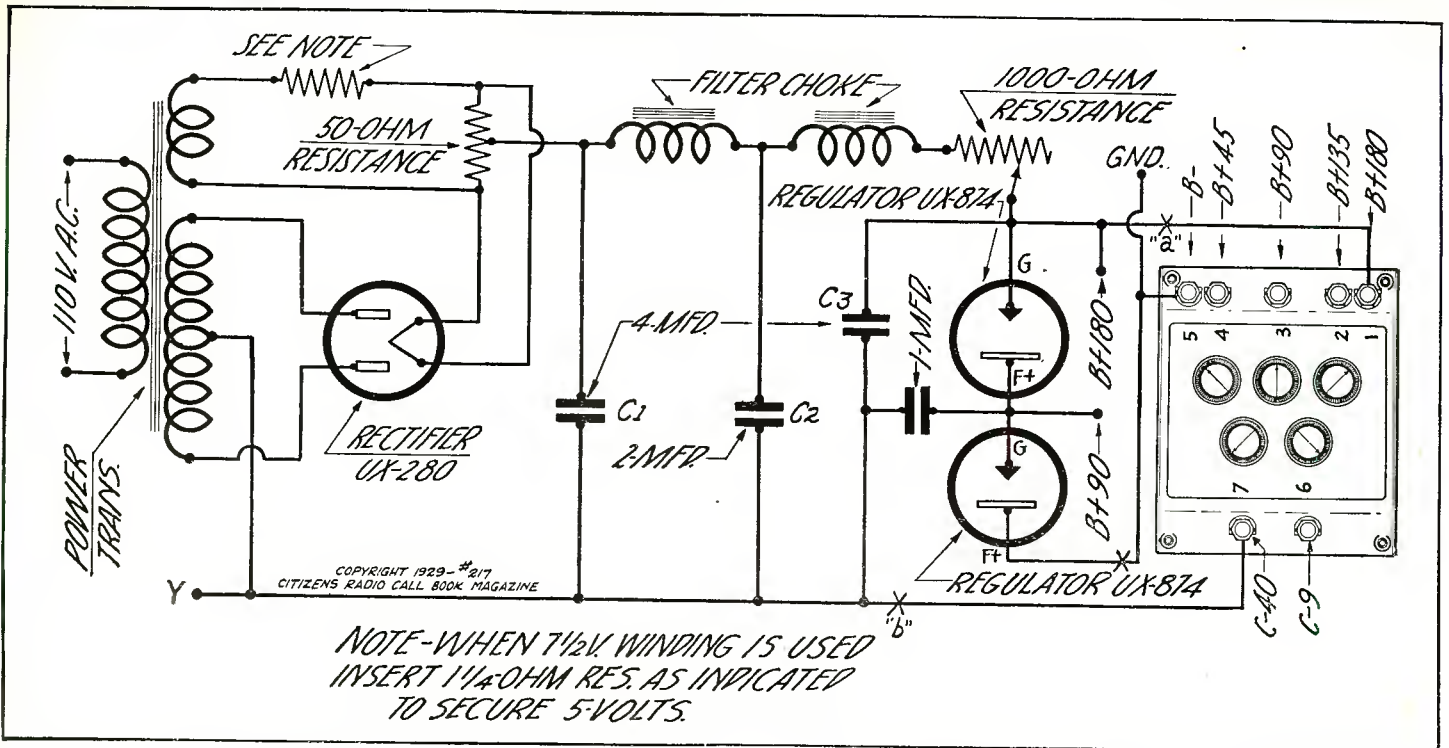 SEE NOTE
50-OHM
RESISTANCE
FILTER CHOKE
1000-OHM
RESISTANCE
GND.
B-
B+45
B+90
B+135
B+180
110 V. A.C.
REGULATOR UX-874
"a"
G
C3
4-MFD.
1-MFD.
F+
B+180
5
4
3
2
1
C1
C2
RECTIFIER
UX-280
2-MFD.
G
B+90
7
6
POWER
TRANS.
F+
REGULATOR UX-874
COPYRIGHT 1929-#217
CITIZENS RADIO CALL BOOK MAGAZINE
Y
"b"
C-40
C-9
NOTE-WHEN 7½V. WINDING IS USED
INSERT 1¼-OHM RES. AS INDICATED
TO SECURE 5-VOLTS.